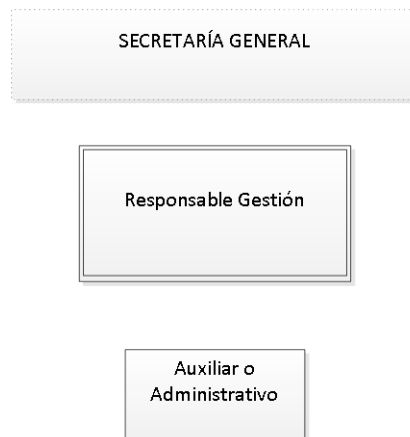 SECRETARÍA GENERAL
Responsable Gestión
Auxiliar o
Administrativo